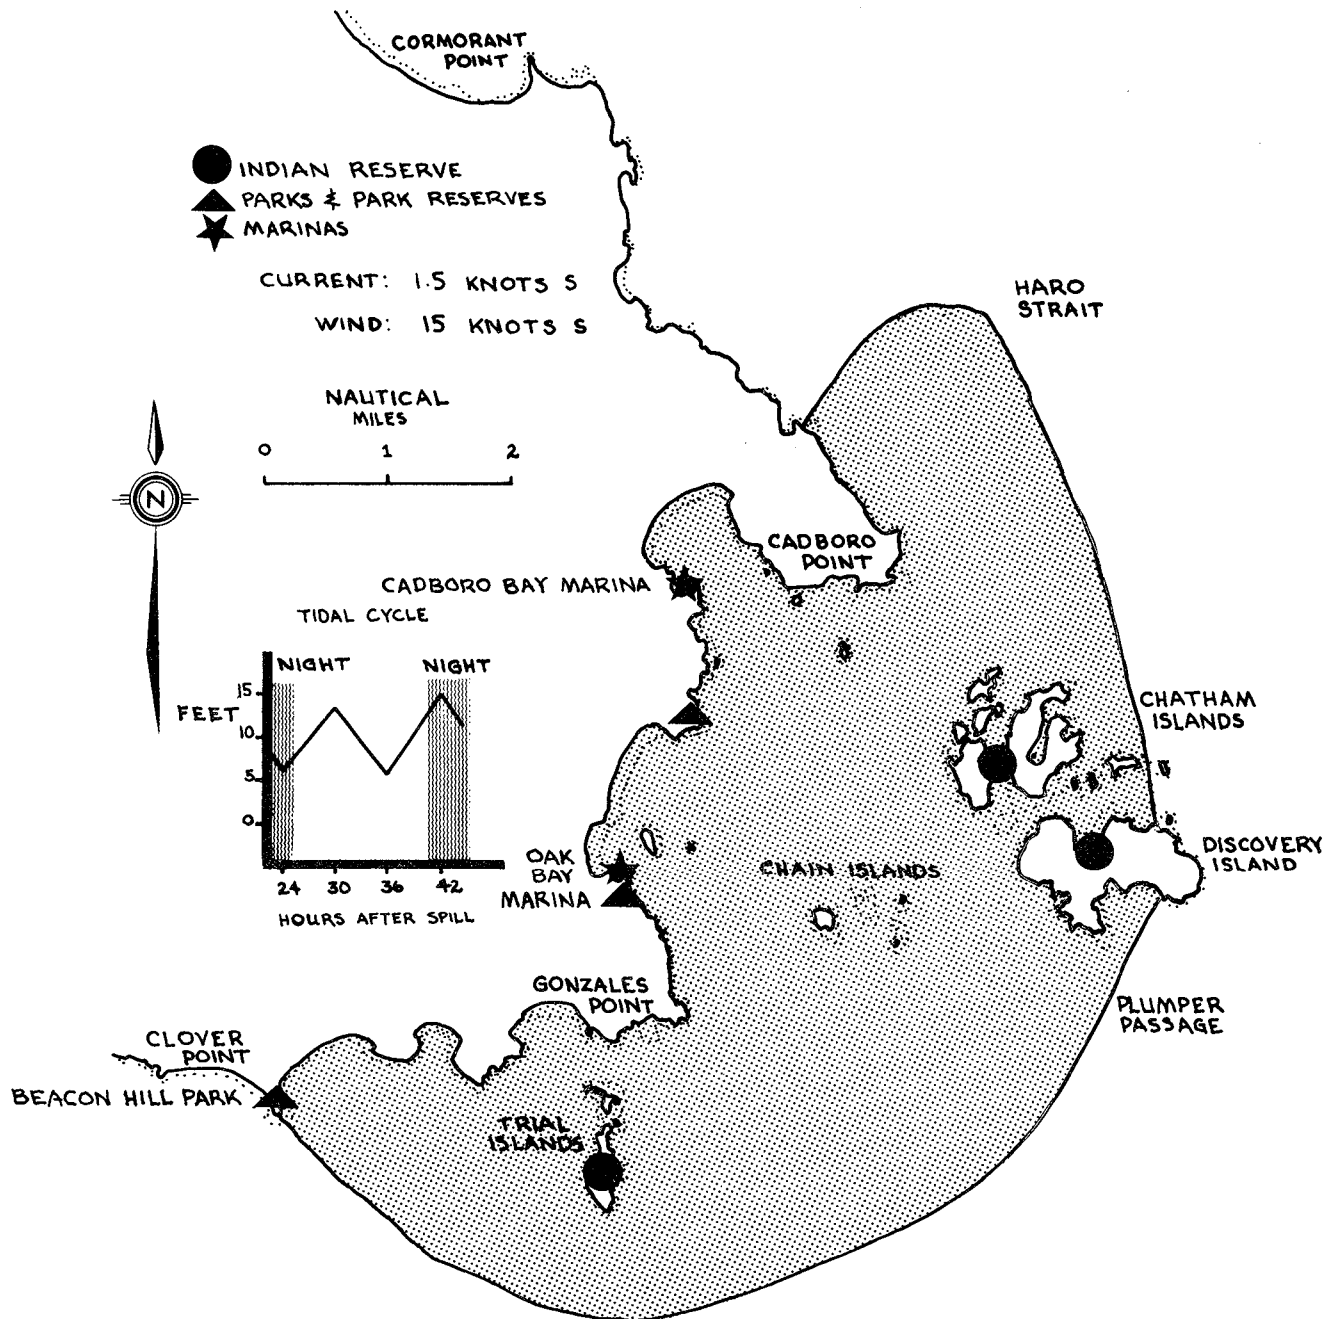 CORMORANT
POINT
INDIAN RESERVE
PARKS & PARK RESERVES
MARINAS
CURRENT: 1.5 KNOTS S
WIND: 15 KNOTS S
HARO
STRAIT
NAUTICAL
MILES
0 1 2
N
CADBORO
POINT
CADBORO BAY MARINA
TIDAL CYCLE
NIGHT NIGHT
FEET
15
10
5
0
24 30 36 42
HOURS AFTER SPILL
CHATHAM
ISLANDS
OAK
BAY
MARINA
CHAIN ISLANDS
DISCOVERY
ISLAND
GONZALES
POINT
PLUMPER
PASSAGE
CLOVER
POINT
BEACON HILL PARK
TRIAL
ISLANDS